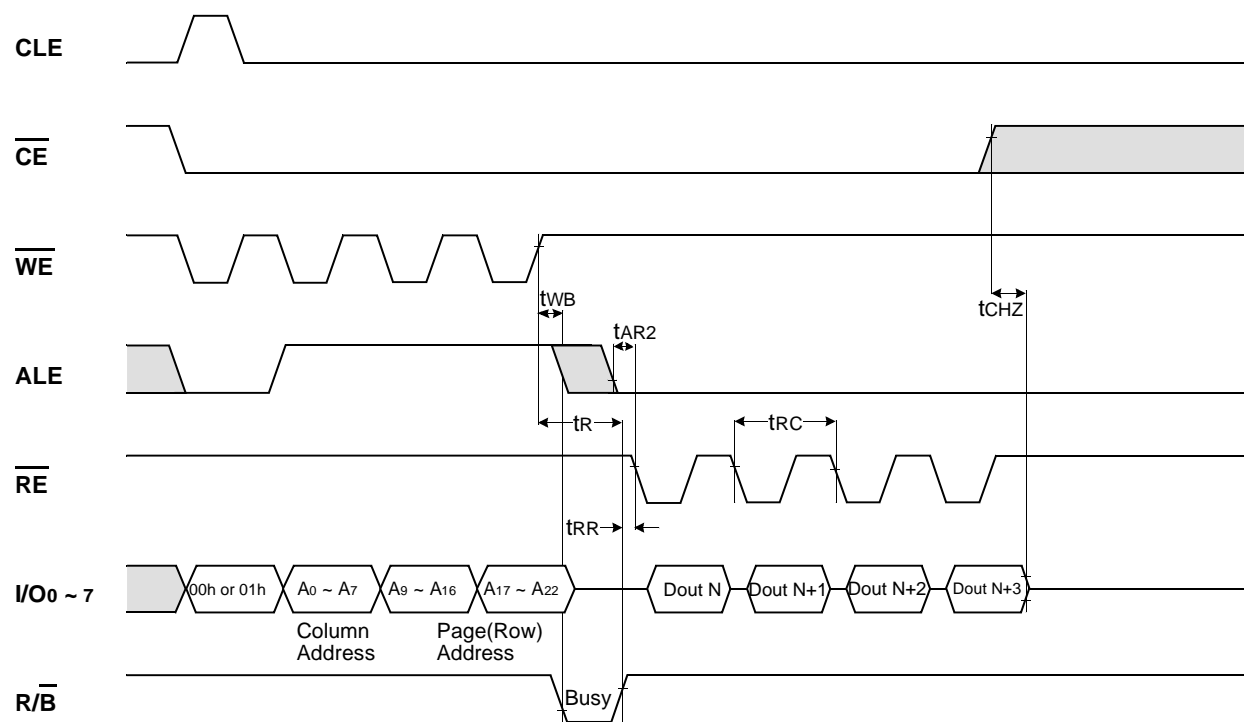 CLE
CE
WE
tWB
tCHZ
tAR2
ALE
tR
tRC
RE
tRR
I/O0 ~ 7
00h or 01h
A0 ~ A7
A9 ~ A16
A17 ~ A22
Dout N
Dout N+1
Dout N+2
Dout N+3
Column
Address
Page(Row)
Address
R/B
Busy